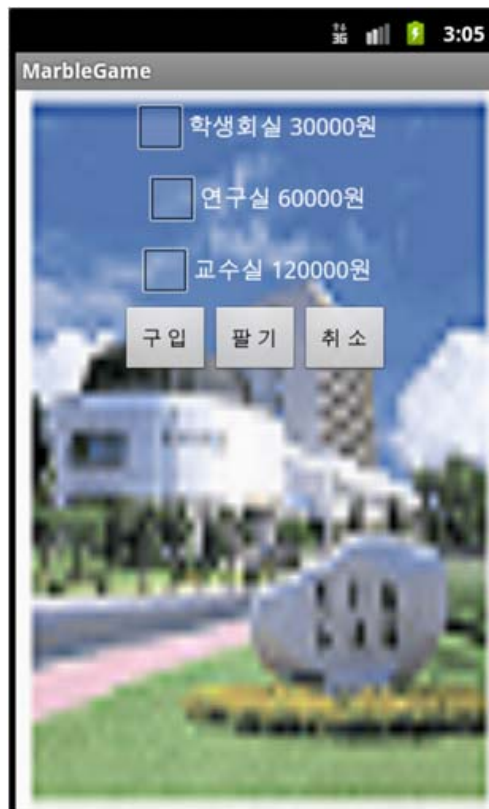 3G 3:05
MarbleGame
학생회실 30000원
연구실 60000원
교수실 120000원
구 입 팔 기 취 소